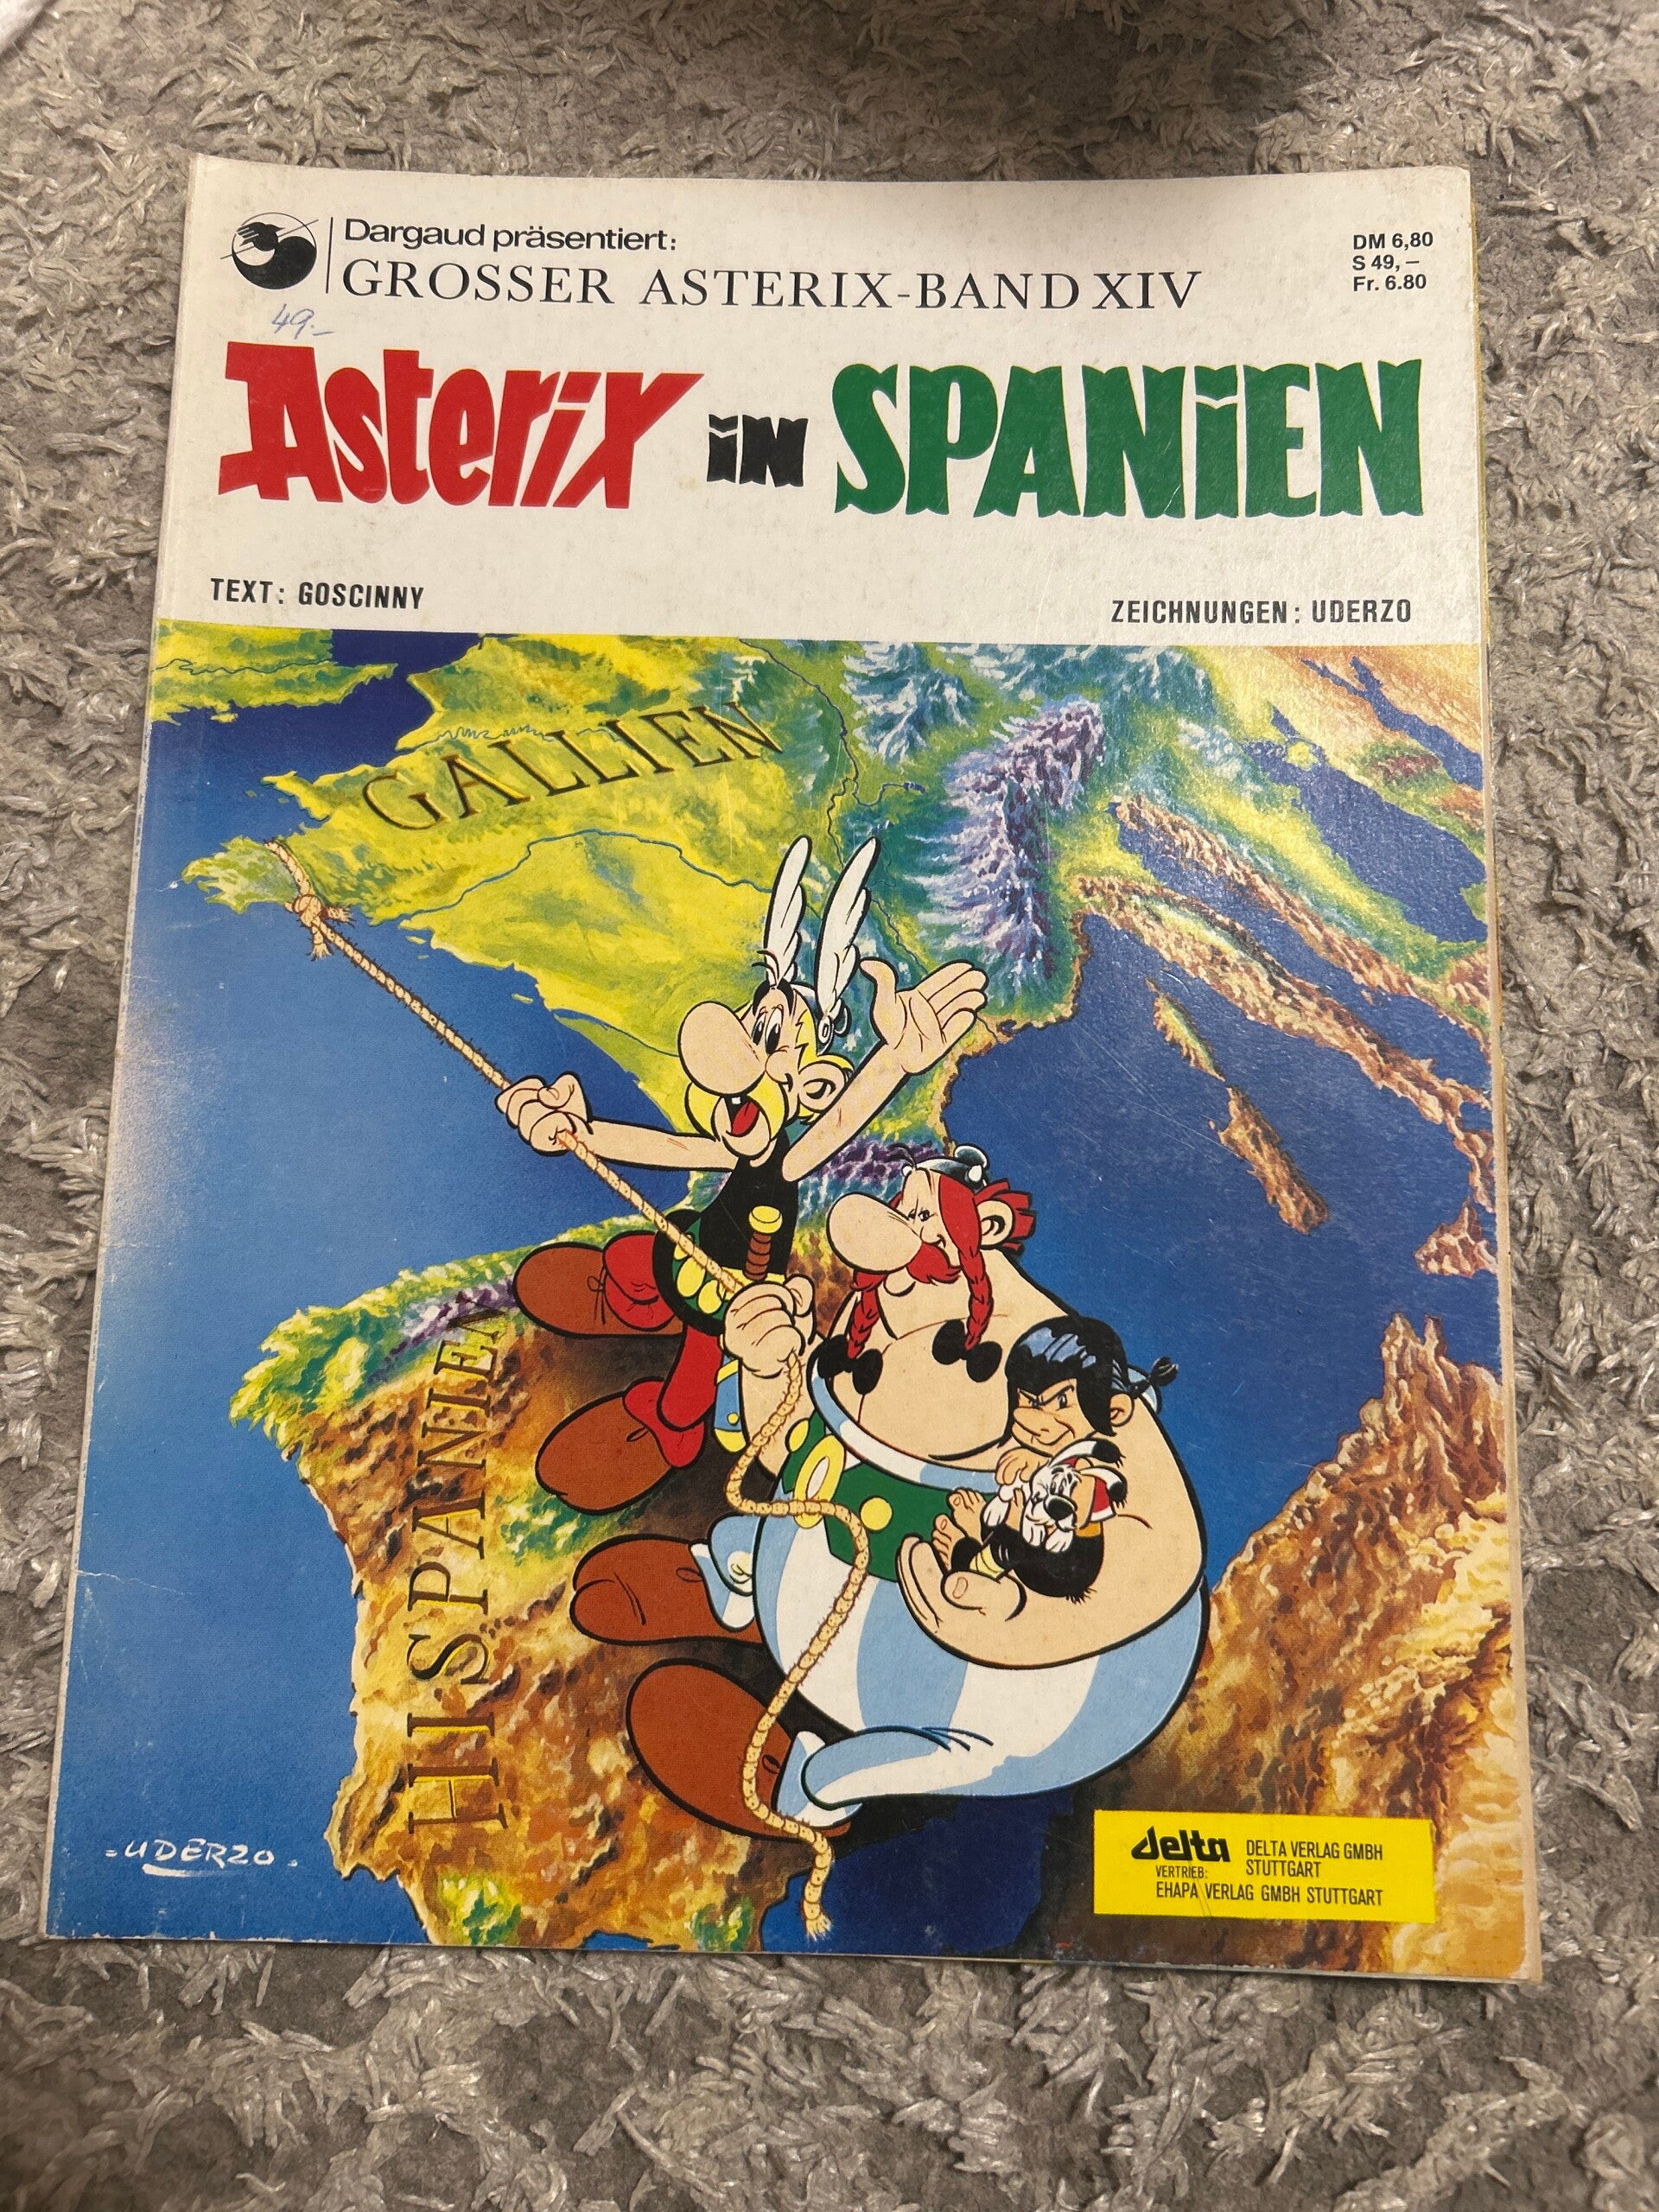 Dargaud präsentiert:
GROSSER ASTERIX-BAND XIV
DM 6,80
S 49,–
Fr. 6.80
49.–
Asterix in SPANIEN
TEXT: GOSCINNY
ZEICHNUNGEN: UDERZO
GALLIEN
HISPANIEN
-UDERZO.
delta
DELTA VERLAG GMBH
STUTTGART
VERTRIEB:
EHAPA VERLAG GMBH STUTTGART